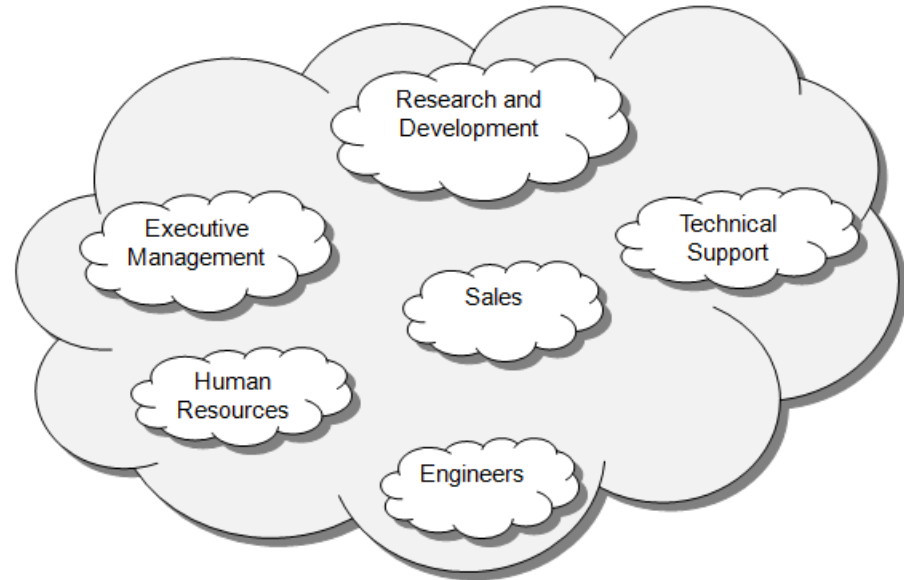 Research and
Development
Executive
Management
Technical
Support
Sales
Human
Resources
Engineers